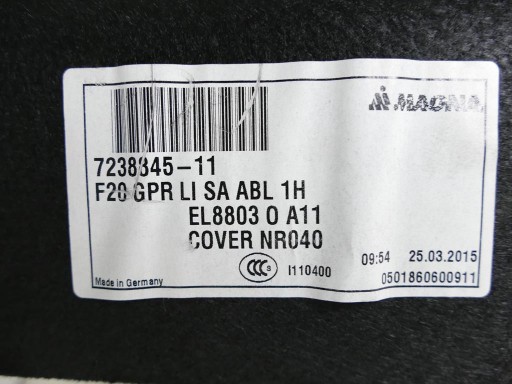 MAGNA
7238845-11
F20 GPR LI SA ABL 1H
EL8803 O A11
COVER NR040
CCC S I110400
09:54 25.03.2015
Made in Germany
0501860600911